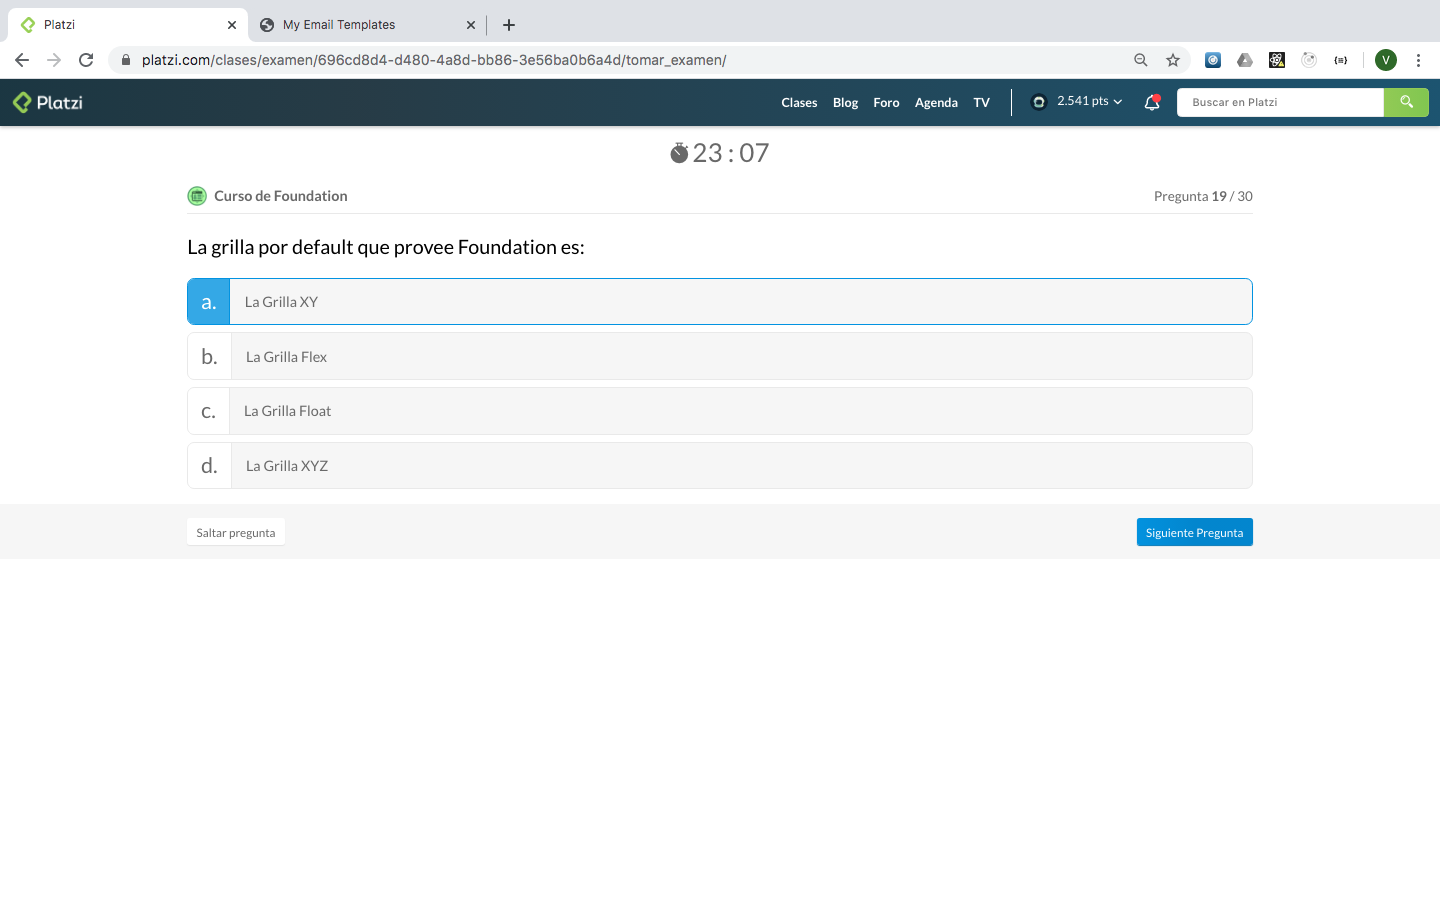 Platzi
My Email Templates
platzi.com/clases/examen/696cd8d4-d480-4a8d-bb86-3e56ba0b6a4d/tomar_examen/
V
Platzi
Clases
Blog
Foro
Agenda
TV
2.541 pts
Buscar en Platzi
23 : 07
Curso de Foundation
Pregunta 19 / 30
La grilla por default que provee Foundation es:
a. La Grilla XY
b. La Grilla Flex
c. La Grilla Float
d. La Grilla XYZ
Saltar pregunta
Siguiente Pregunta